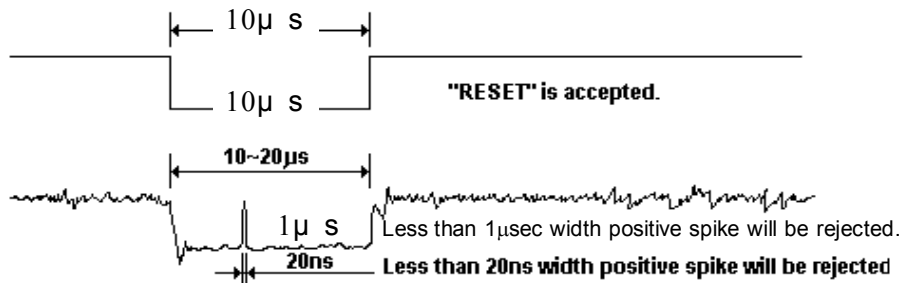 10μ s
10μ s
"RESET" is accepted.
10~20μs
1μ s
Less than 1μsec width positive spike will be rejected.
20ns
Less than 20ns width positive spike will be rejected